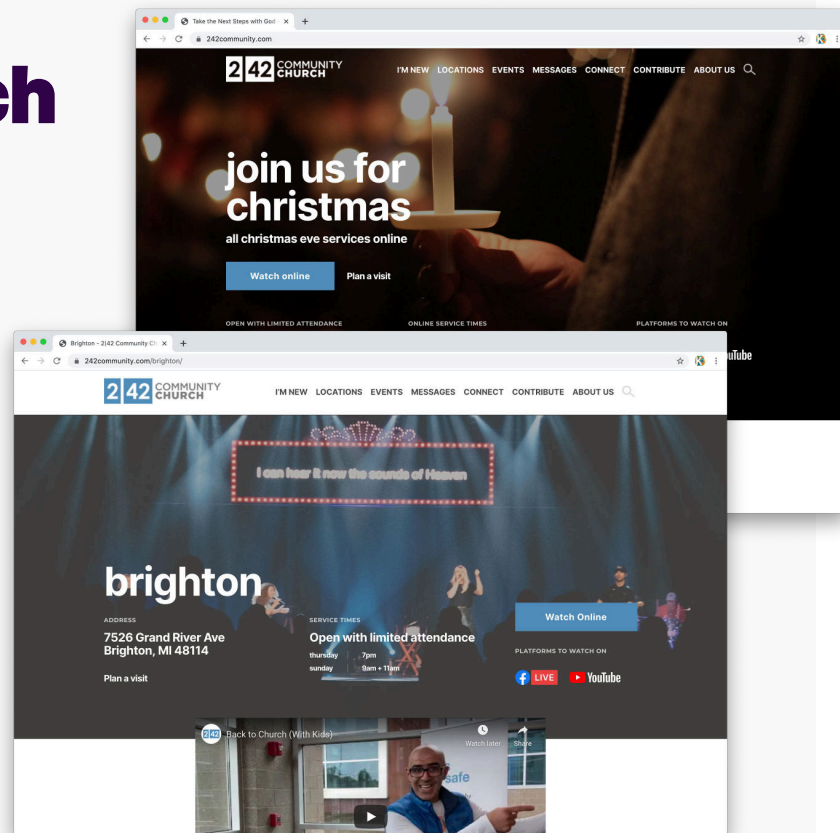 ch
Take the Next Steps with God
242community.com
2|42 COMMUNITY
CHURCH
I'M NEW LOCATIONS EVENTS MESSAGES CONNECT CONTRIBUTE ABOUT US
join us for
christmas
all christmas eve services online
Watch online Plan a visit
OPEN WITH LIMITED ATTENDANCE ONLINE SERVICE TIMES PLATFORMS TO WATCH ON
uTube
Brighton - 2|42 Community Ch
242community.com/brighton/
2|42 COMMUNITY
CHURCH
I'M NEW LOCATIONS EVENTS MESSAGES CONNECT CONTRIBUTE ABOUT US
I can hear it now the sounds of Heaven
brighton
ADDRESS
7526 Grand River Ave
Brighton, MI 48114
Plan a visit
SERVICE TIMES
Open with limited attendance
thursday | 7pm
sunday | 9am + 11am
Watch Online
PLATFORMS TO WATCH ON
LIVE YouTube
2|42 Back to Church (With Kids)
Watch later Share
safe